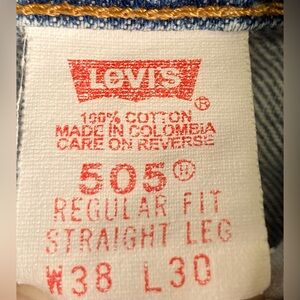 LEVI'S ®
100% COTTON
MADE IN COLOMBIA
CARE ON REVERSE
505®
REGULAR FIT
STRAIGHT LEG
W38 L30